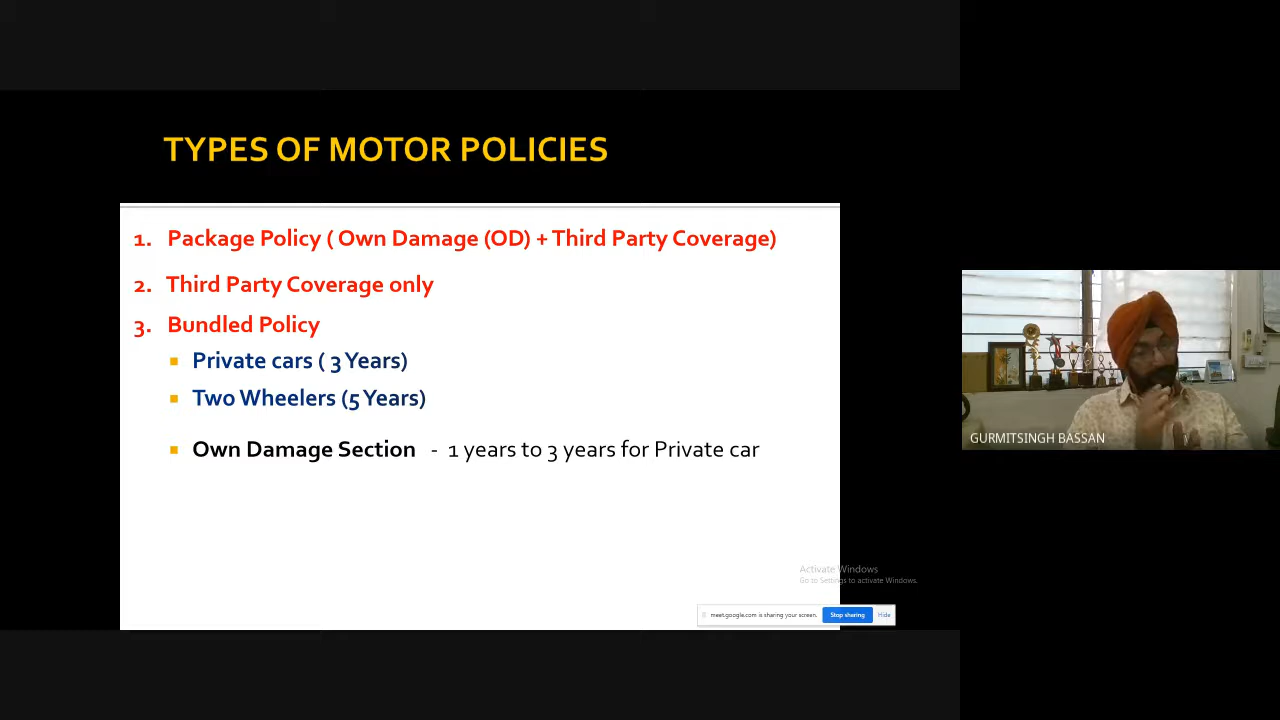 TYPES OF MOTOR POLICIES
1. Package Policy ( Own Damage (OD) + Third Party Coverage)
2. Third Party Coverage only
3. Bundled Policy
Private cars ( 3 Years)
Two Wheelers (5 Years)
Own Damage Section - 1 years to 3 years for Private car
GURMITSINGH BASSAN
Activate Windows
Go to Settings to activate Windows.
meet.google.com is sharing your screen. Stop sharing Hide